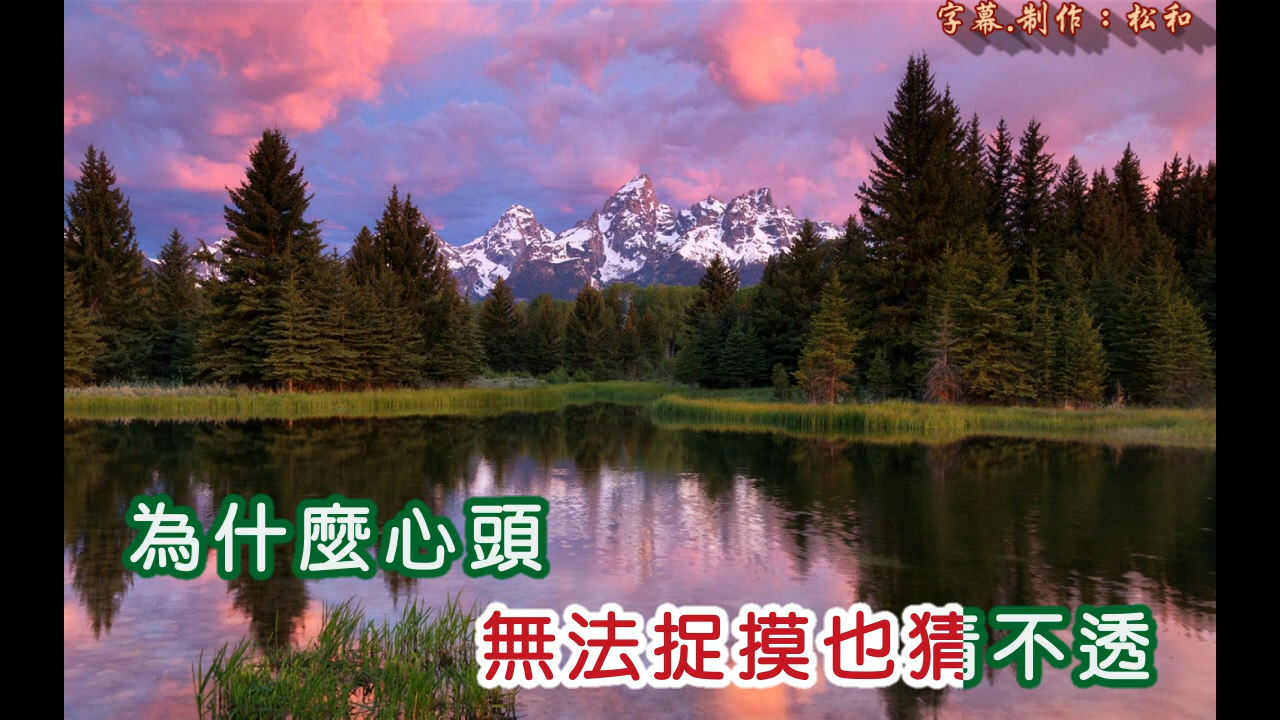 字幕.制作：松和
為什麼心頭
無法捉摸也猜不透